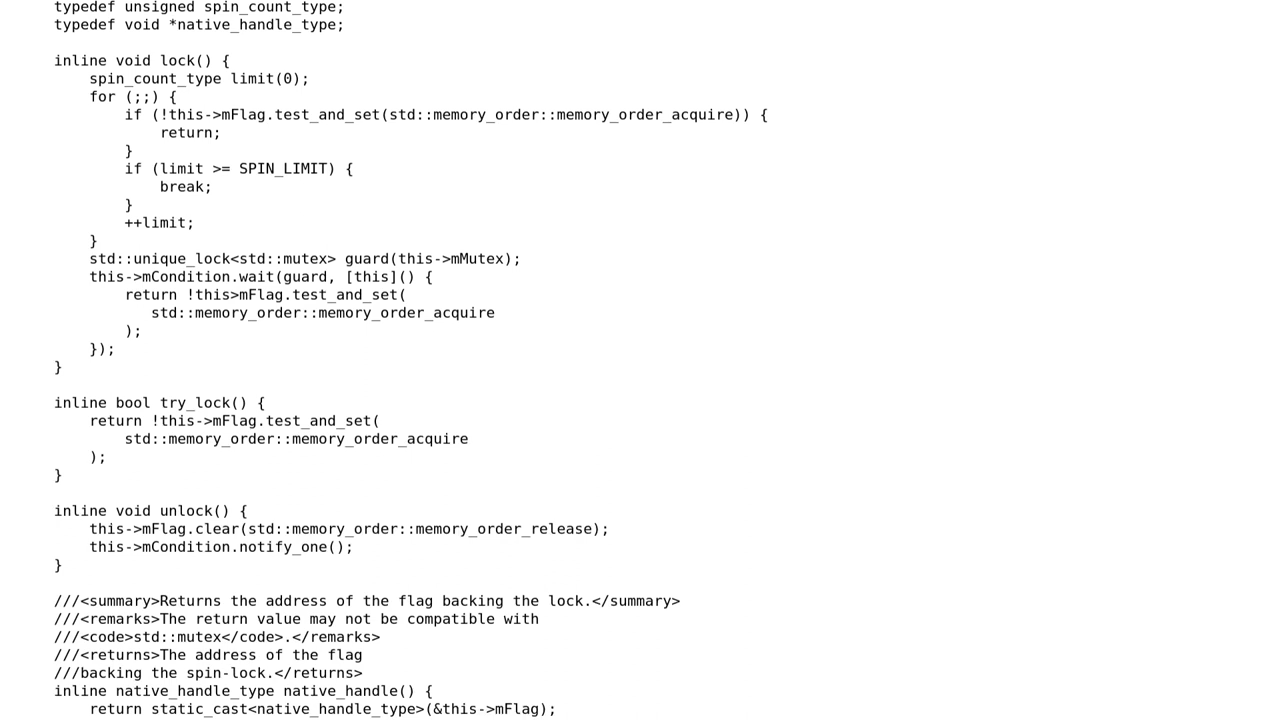 typedef unsigned spin_count_type;
typedef void *native_handle_type;

inline void lock() {
    spin_count_type limit(0);
    for (;;) {
        if (!this->mFlag.test_and_set(std::memory_order::memory_order_acquire)) {
            return;
        }
        if (limit >= SPIN_LIMIT) {
            break;
        }
        ++limit;
    }
    std::unique_lock<std::mutex> guard(this->mMutex);
    this->mCondition.wait(guard, [this]() {
        return !this>mFlag.test_and_set(
           std::memory_order::memory_order_acquire
        );
    });
}

inline bool try_lock() {
    return !this->mFlag.test_and_set(
        std::memory_order::memory_order_acquire
    );
}

inline void unlock() {
    this->mFlag.clear(std::memory_order::memory_order_release);
    this->mCondition.notify_one();
}

///<summary>Returns the address of the flag backing the lock.</summary>
///<remarks>The return value may not be compatible with
///<code>std::mutex</code>.</remarks>
///<returns>The address of the flag
///backing the spin-lock.</returns>
inline native_handle_type native_handle() {
    return static_cast<native_handle_type>(&this->mFlag);